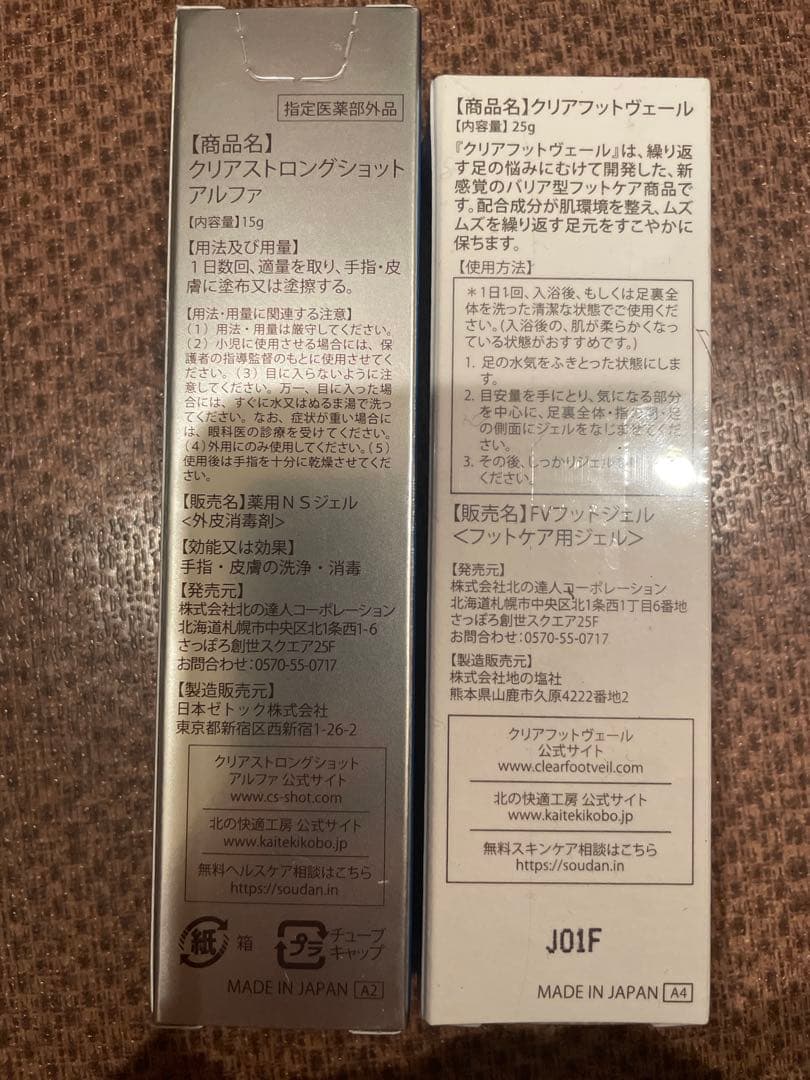 指定医薬部外品
【商品名】
クリアストロングショット
アルファ
【内容量】15g
【用法及び用量】
１日数回、適量を取り、手指・皮
膚に塗布又は塗擦する。
【用法・用量に関連する注意】
（1）用法・用量は厳守してください。
（2）小児に使用させる場合には、保
護者の指導監督のもとに使用させてく
ださい。（3）目に入らないように注
意してください。万一、目に入った場
合には、すぐに水又はぬるま湯で洗っ
てください。なお、症状が重い場合に
は、眼科医の診療を受けてください。
（4）外用にのみ使用してください。（5）
使用後は手指を十分に乾燥させてくだ
さい。
【販売名】薬用ＮＳジェル
＜外皮消毒剤＞
【効能又は効果】
手指・皮膚の洗浄・消毒
【発売元】
株式会社北の達人コーポレーション
北海道札幌市中央区北1条西1-6
さっぽろ創世スクエア25F
お問合わせ：0570-55-0717
【製造販売元】
日本ゼトック株式会社
東京都新宿区西新宿1-26-2
クリアストロングショット
アルファ 公式サイト
www.cs-shot.com
北の快適工房 公式サイト
www.kaitekikobo.jp
無料ヘルスケア相談はこちら
https://soudan.in
紙 箱
プラ チューブ
キャップ
MADE IN JAPAN A2
【商品名】クリアフットヴェール
【内容量】25g
『クリアフットヴェール』は、繰り返
す足の悩みにむけて開発した、新
感覚のバリア型フットケア商品で
す。配合成分が肌環境を整え、ムズ
ムズを繰り返す足元をすこやかに
保ちます。
【使用方法】
＊1日1回、入浴後、もしくは足裏全
体を洗った清潔な状態でご使用くだ
さい。(入浴後の、肌が柔らかくなっ
ている状態がおすすめです。)
1. 足の水気をふきとった状態にしま
す。
2. 目安量を手にとり、気になる部分
を中心に、足裏全体・指の間・足
の側面にジェルをなじませてくだ
さい。
3. その後、しっかりジェルを
ください。
【販売名】FVフットジェル
＜フットケア用ジェル＞
【発売元】
株式会社北の達人コーポレーション
北海道札幌市中央区北1条西1丁目6番地
さっぽろ創世スクエア25F
お問合わせ：0570-55-0717
【製造販売元】
株式会社地の塩社
熊本県山鹿市久原4222番地2
クリアフットヴェール
公式サイト
www.clearfootveil.com
北の快適工房 公式サイト
www.kaitekikobo.jp
無料スキンケア相談はこちら
https://soudan.in
J01F
MADE IN JAPAN A4